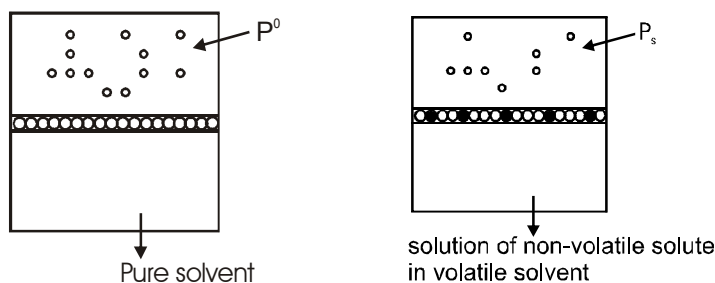 P⁰
Pₛ
Pure solvent
solution of non-volatile solute
in volatile solvent